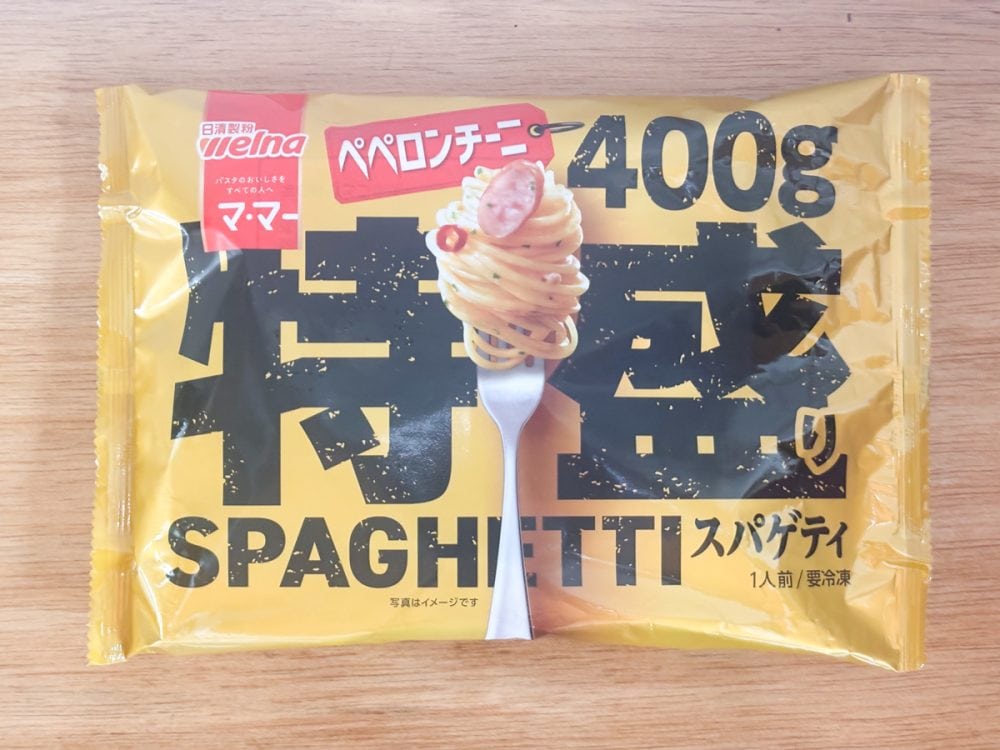 日清製粉
Welna
パスタのおいしさを
すべての人へ
マ・マー
ペペロンチーニ
400g
特盛り
SPAGHETTI
スパゲティ
1人前/要冷凍
写真はイメージです